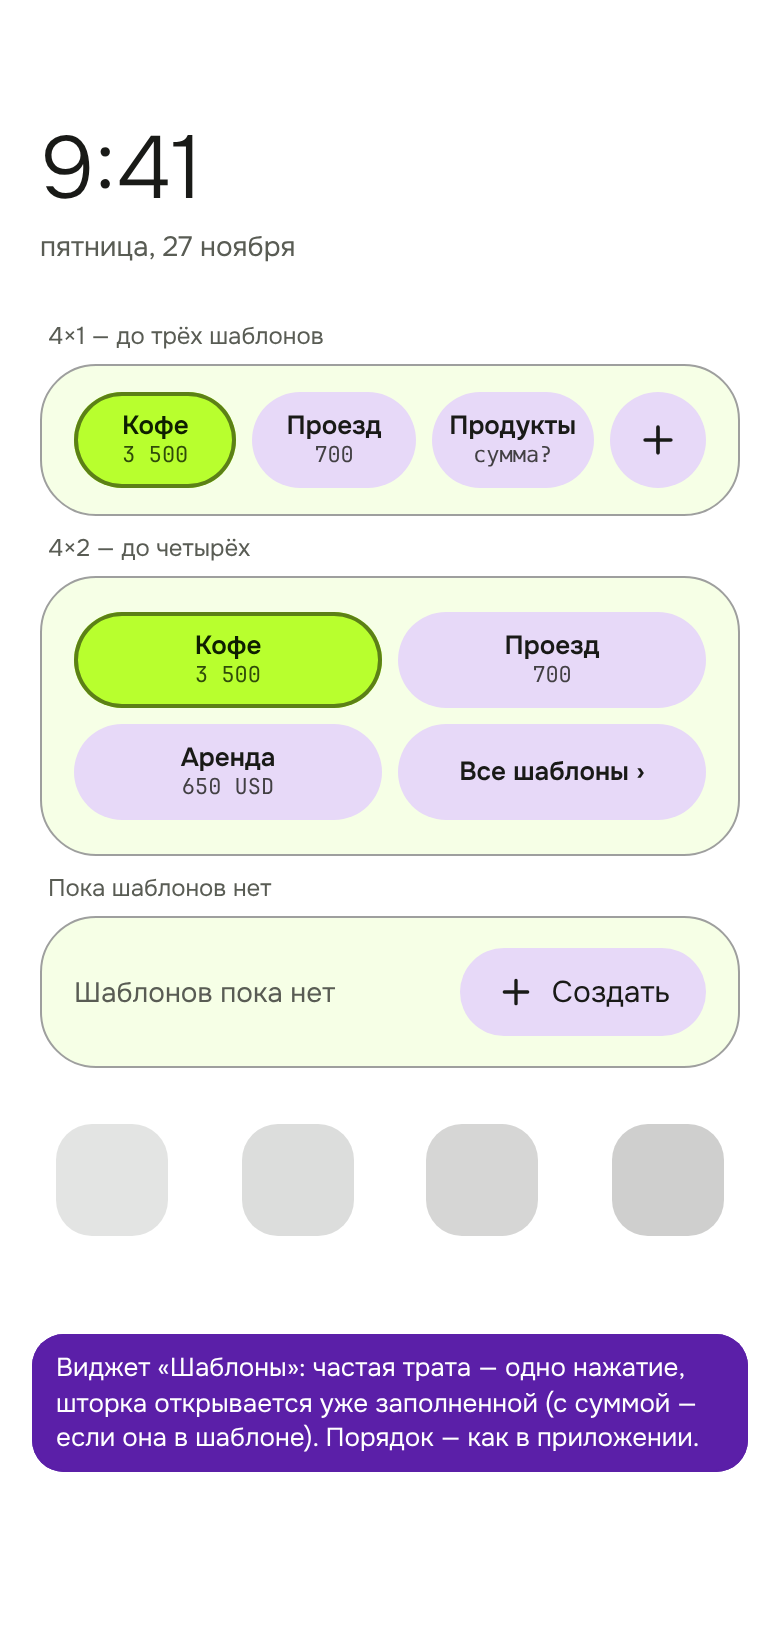 9:41
пятница, 27 ноября
4×1 — до трёх шаблонов
Кофе
3 500
Проезд
700
Продукты
сумма?
+
4×2 — до четырёх
Кофе
3 500
Проезд
700
Аренда
650 USD
Все шаблоны ›
Пока шаблонов нет
Шаблонов пока нет
+ Создать
Виджет «Шаблоны»: частая трата — одно нажатие,
шторка открывается уже заполненной (с суммой —
если она в шаблоне). Порядок — как в приложении.